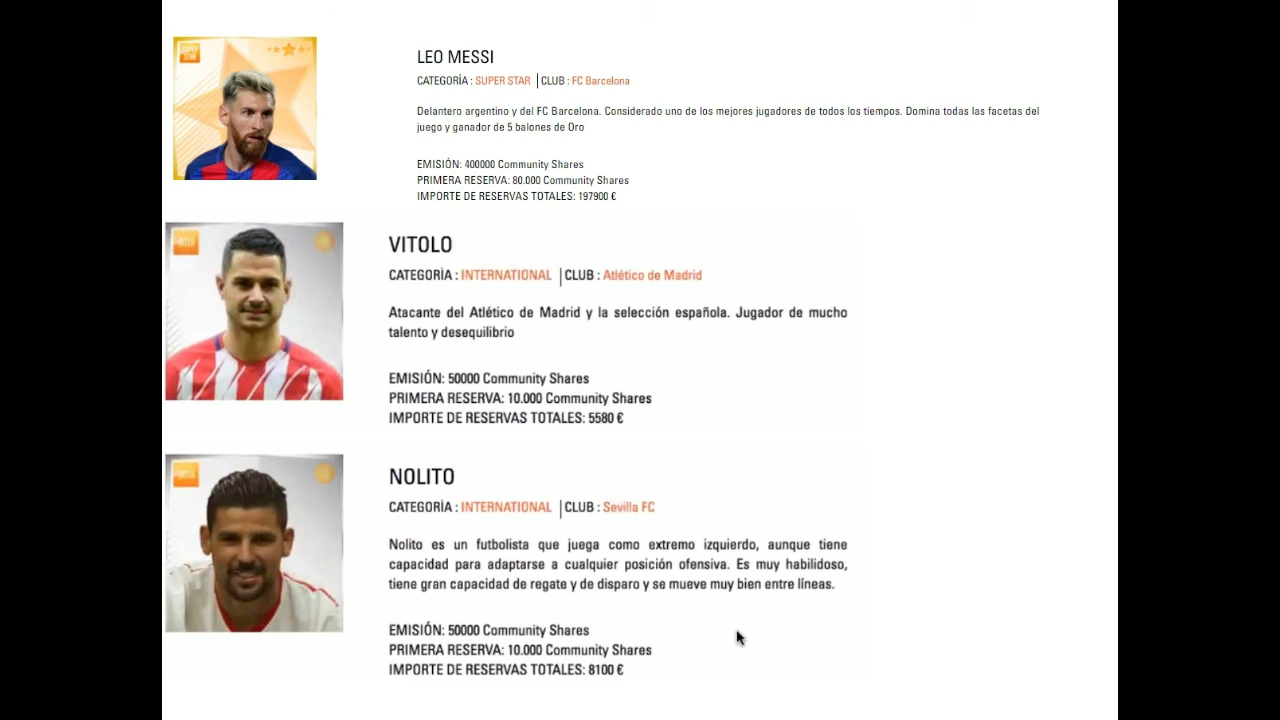 SUPER
STAR
LEO MESSI
CATEGORÍA : SUPER STAR | CLUB : FC Barcelona
Delantero argentino y del FC Barcelona. Considerado uno de los mejores jugadores de todos los tiempos. Domina todas las facetas del
juego y ganador de 5 balones de Oro
EMISIÓN: 400000 Community Shares
PRIMERA RESERVA: 80.000 Community Shares
IMPORTE DE RESERVAS TOTALES: 197900 €
VITOLO
CATEGORÌA : INTERNATIONAL | CLUB : Atlético de Madrid
Atacante del Atlético de Madrid y la selección española. Jugador de mucho
talento y desequilibrio
EMISIÓN: 50000 Community Shares
PRIMERA RESERVA: 10.000 Community Shares
IMPORTE DE RESERVAS TOTALES: 5580 €
NOLITO
CATEGORÌA : INTERNATIONAL | CLUB : Sevilla FC
Nolito es un futbolista que juega como extremo izquierdo, aunque tiene
capacidad para adaptarse a cualquier posición ofensiva. Es muy habilidoso,
tiene gran capacidad de regate y de disparo y se mueve muy bien entre líneas.
EMISIÓN: 50000 Community Shares
PRIMERA RESERVA: 10.000 Community Shares
IMPORTE DE RESERVAS TOTALES: 8100 €